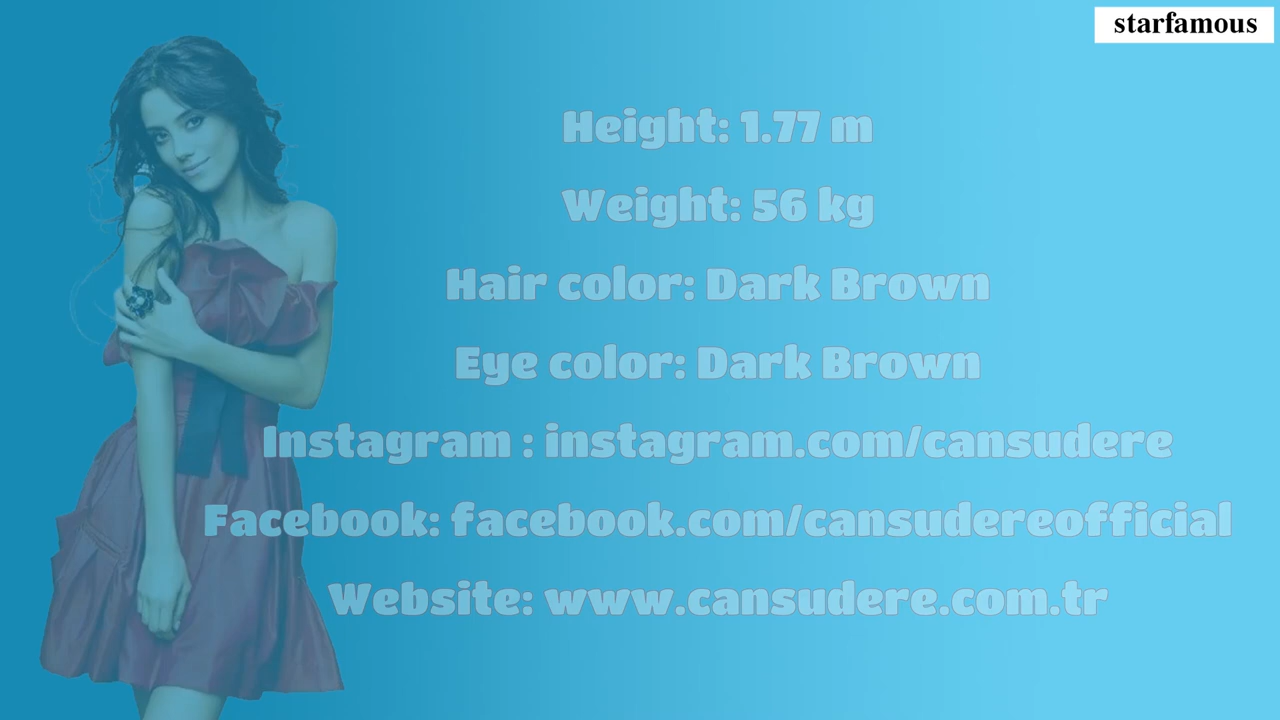 starfamous
Height: 1.77 m
Weight: 56 kg
Hair color: Dark Brown
Eye color: Dark Brown
Instagram : instagram.com/cansudere
Facebook: facebook.com/cansudereofficial
Website: www.cansudere.com.tr